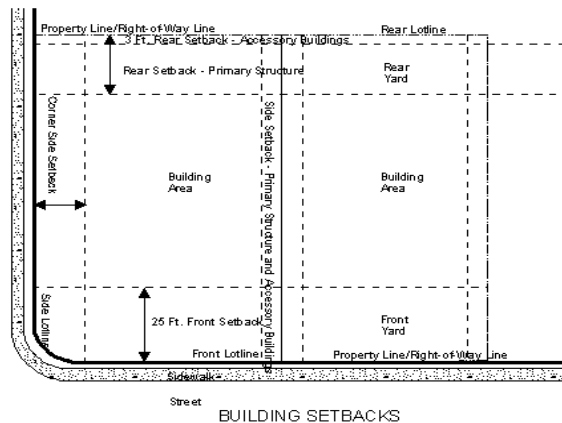 Property Line/Right-of-Way Line
Rear Lotline
3 Ft. Rear Setback - Accessory Buildings
Rear Setback - Primary Structure
Rear
Yard
Corner Side Setback
Side Setback - Primary Structure and Accessory Buildings
Building
Area
Building
Area
Side Lotline
25 Ft. Front Setback
Front
Yard
Front Lotline
Property Line/Right-of-Way Line
Sidewalk
Street
BUILDING SETBACKS